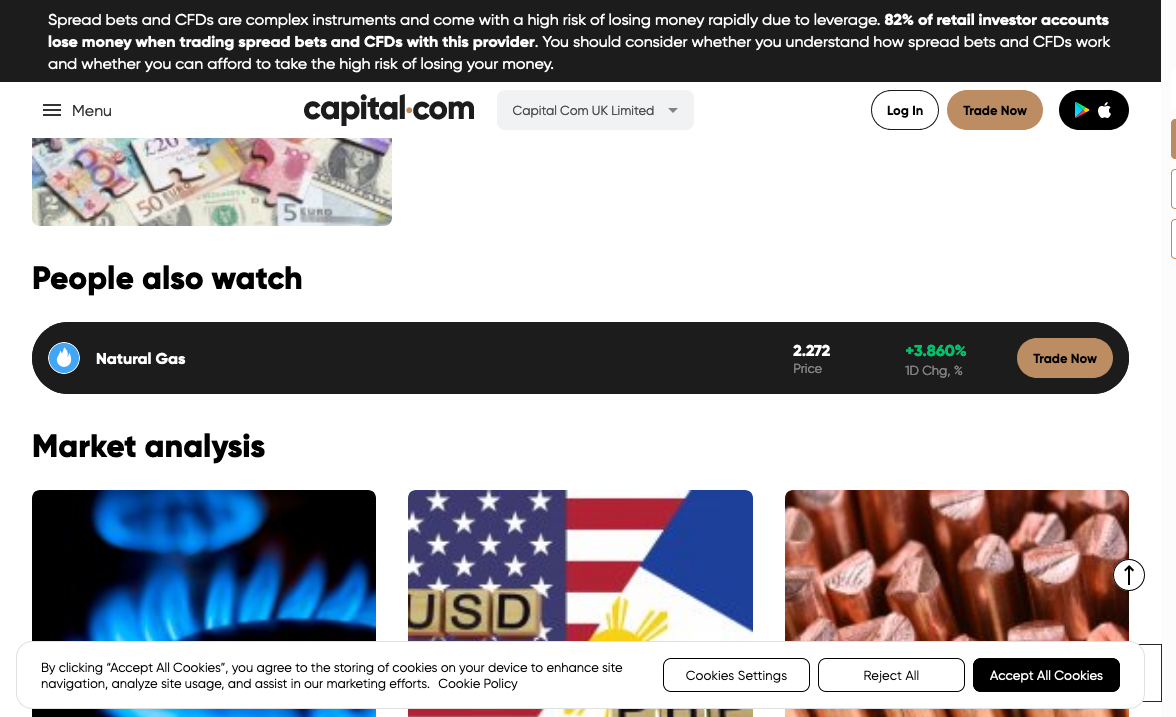 Spread bets and CFDs are complex instruments and come with a high risk of losing money rapidly due to leverage. 82% of retail investor accounts
lose money when trading spread bets and CFDs with this provider. You should consider whether you understand how spread bets and CFDs work
and whether you can afford to take the high risk of losing your money.
Menu
capital.com
Capital Com UK Limited
Log In
Trade Now
£20
50
5 EURO
People also watch
Natural Gas
2.272
Price
+3.860%
1D Chg, %
Trade Now
Market analysis
USD
By clicking “Accept All Cookies”, you agree to the storing of cookies on your device to enhance site
navigation, analyze site usage, and assist in our marketing efforts. Cookie Policy
Cookies Settings
Reject All
Accept All Cookies